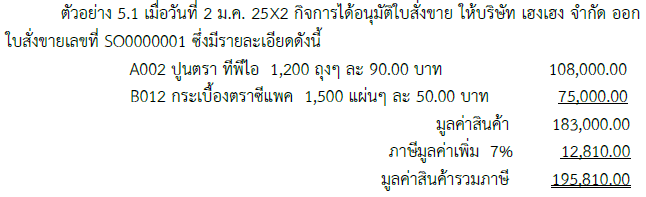 ตัวอย่าง 5.1 เมื่อวันที่ 2 ม.ค. 25X2 กิจการได้อนุมัติใบสั่งขาย ให้บริษัท เฮงเฮง จำกัด ออก
ใบสั่งขายเลขที่ SO0000001 ซึ่งมีรายละเอียดดังนี้
A002 ปูนตรา ทีพีไอ 1,200 ถุงๆ ละ 90.00 บาท 108,000.00
B012 กระเบื้องตราซีแพค 1,500 แผ่นๆ ละ 50.00 บาท 75,000.00
มูลค่าสินค้า 183,000.00
ภาษีมูลค่าเพิ่ม 7% 12,810.00
มูลค่าสินค้ารวมภาษี 195,810.00